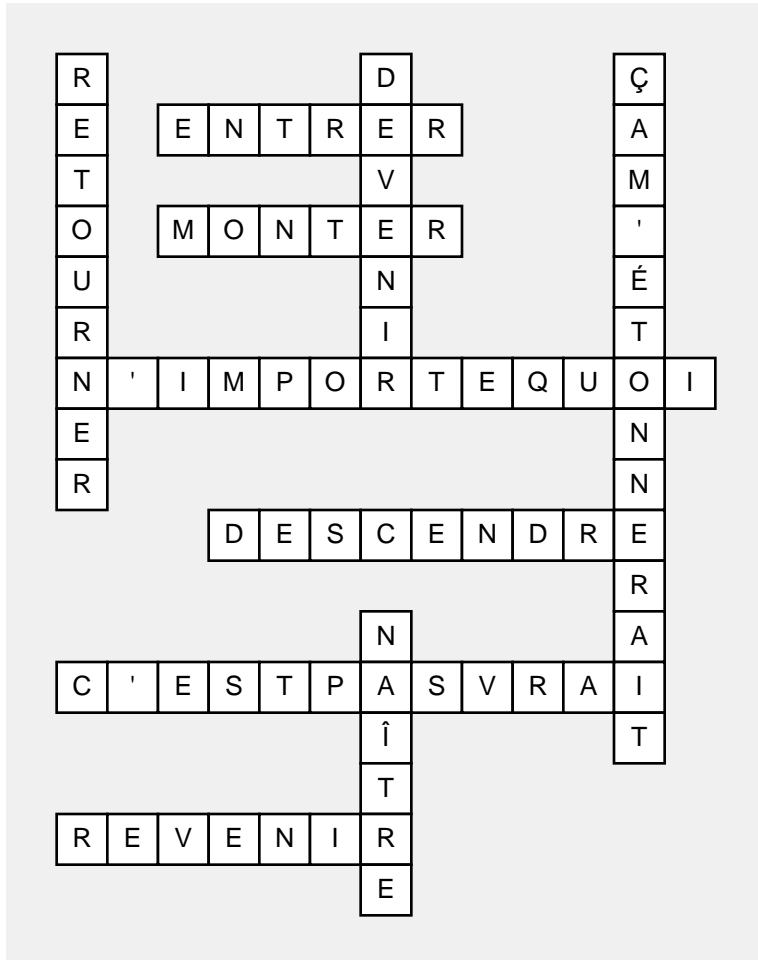 RETOURNER
DEVENIR
ÇAM'ÉTONNERAIT
ENTRER
MONTER
N'IMPORTEQUOI
DESCENDRE
NAÎTRE
C'ESTPASVRAI
REVENIR